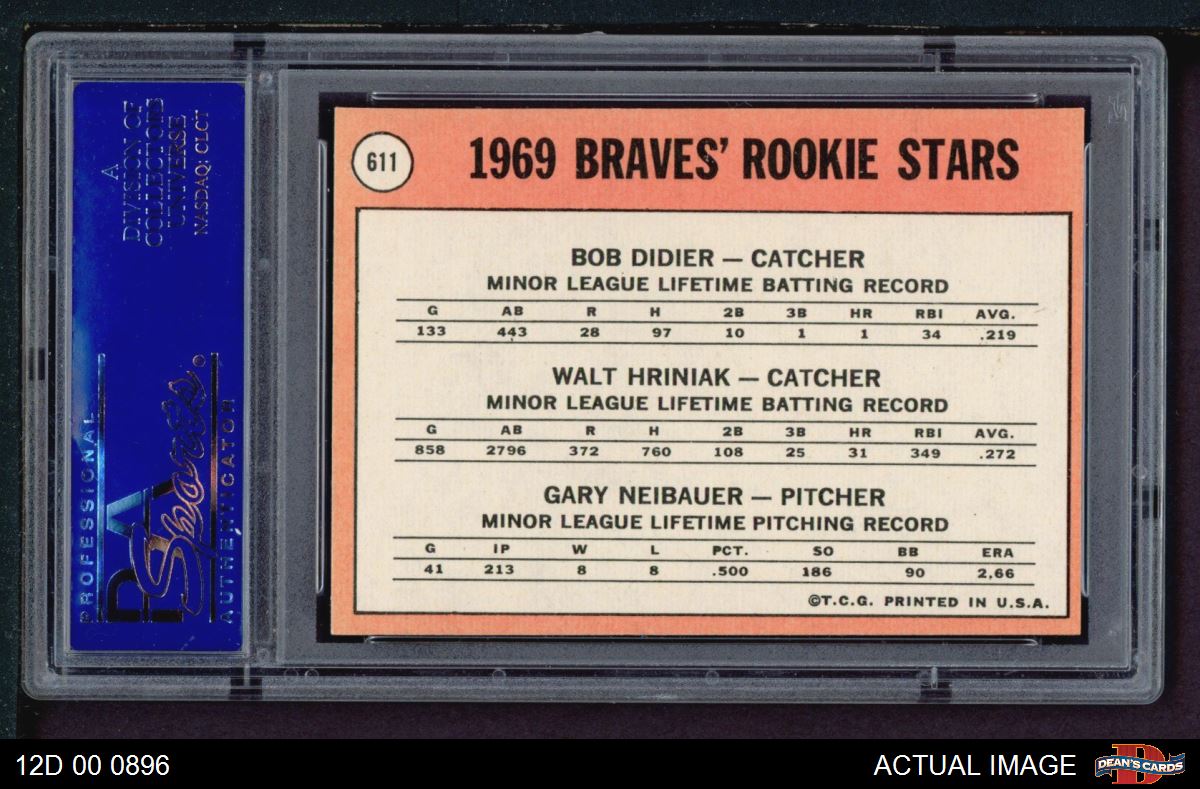 A
DIVISION OF
COLLECTORS
UNIVERSE
NASDAQ: CLCT
PROFESSIONAL
PSA
Sports
AUTHENTICATOR
611
1969 BRAVES' ROOKIE STARS
BOB DIDIER — CATCHER
MINOR LEAGUE LIFETIME BATTING RECORD
G AB R H 2B 3B HR RBI AVG.
133 443 28 97 10 1 1 34 .219
WALT HRINIAK — CATCHER
MINOR LEAGUE LIFETIME BATTING RECORD
G AB R H 2B 3B HR RBI AVG.
858 2796 372 760 108 25 31 349 .272
GARY NEIBAUER — PITCHER
MINOR LEAGUE LIFETIME PITCHING RECORD
G IP W L PCT. SO BB ERA
41 213 8 8 .500 186 90 2.66
©T.C.G. PRINTED IN U.S.A.
12D 00 0896
ACTUAL IMAGE
D
DEAN'S CARDS